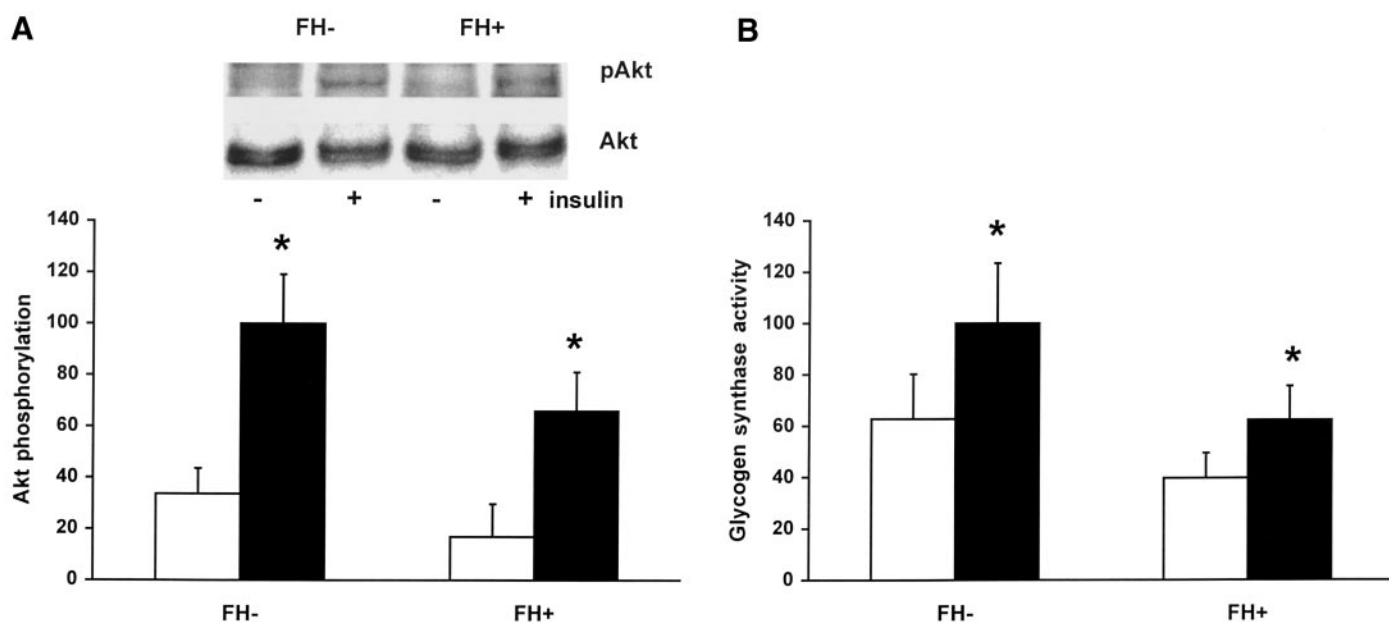 A
FH- FH+
pAkt
Akt
- + - + insulin
140
120
100
80
60
40
20
0
Akt phosphorylation
* *
FH- FH+
B
140
120
100
80
60
40
20
0
Glycogen synthase activity
* *
FH- FH+